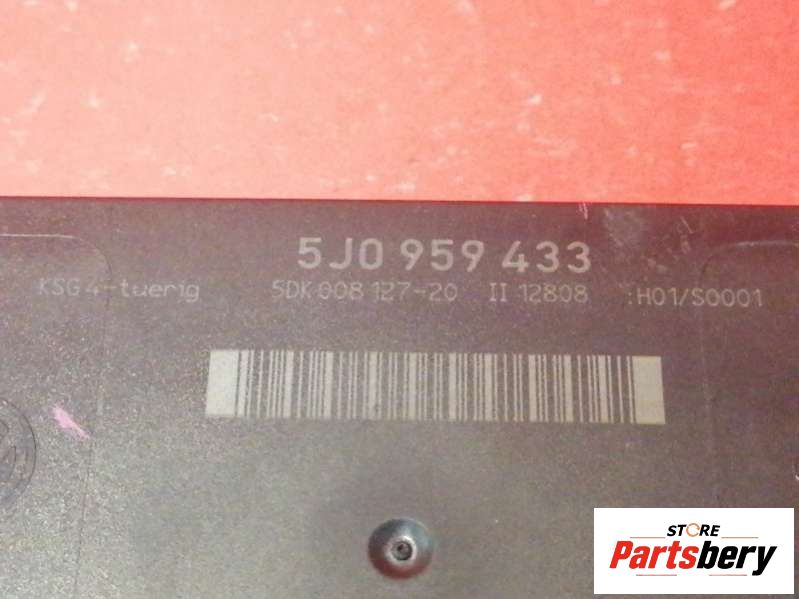 5J0 959 433
KSG 4-tuerig 5DK 008 127-20 II 12808 :H01/S0001
STORE
Partsbery